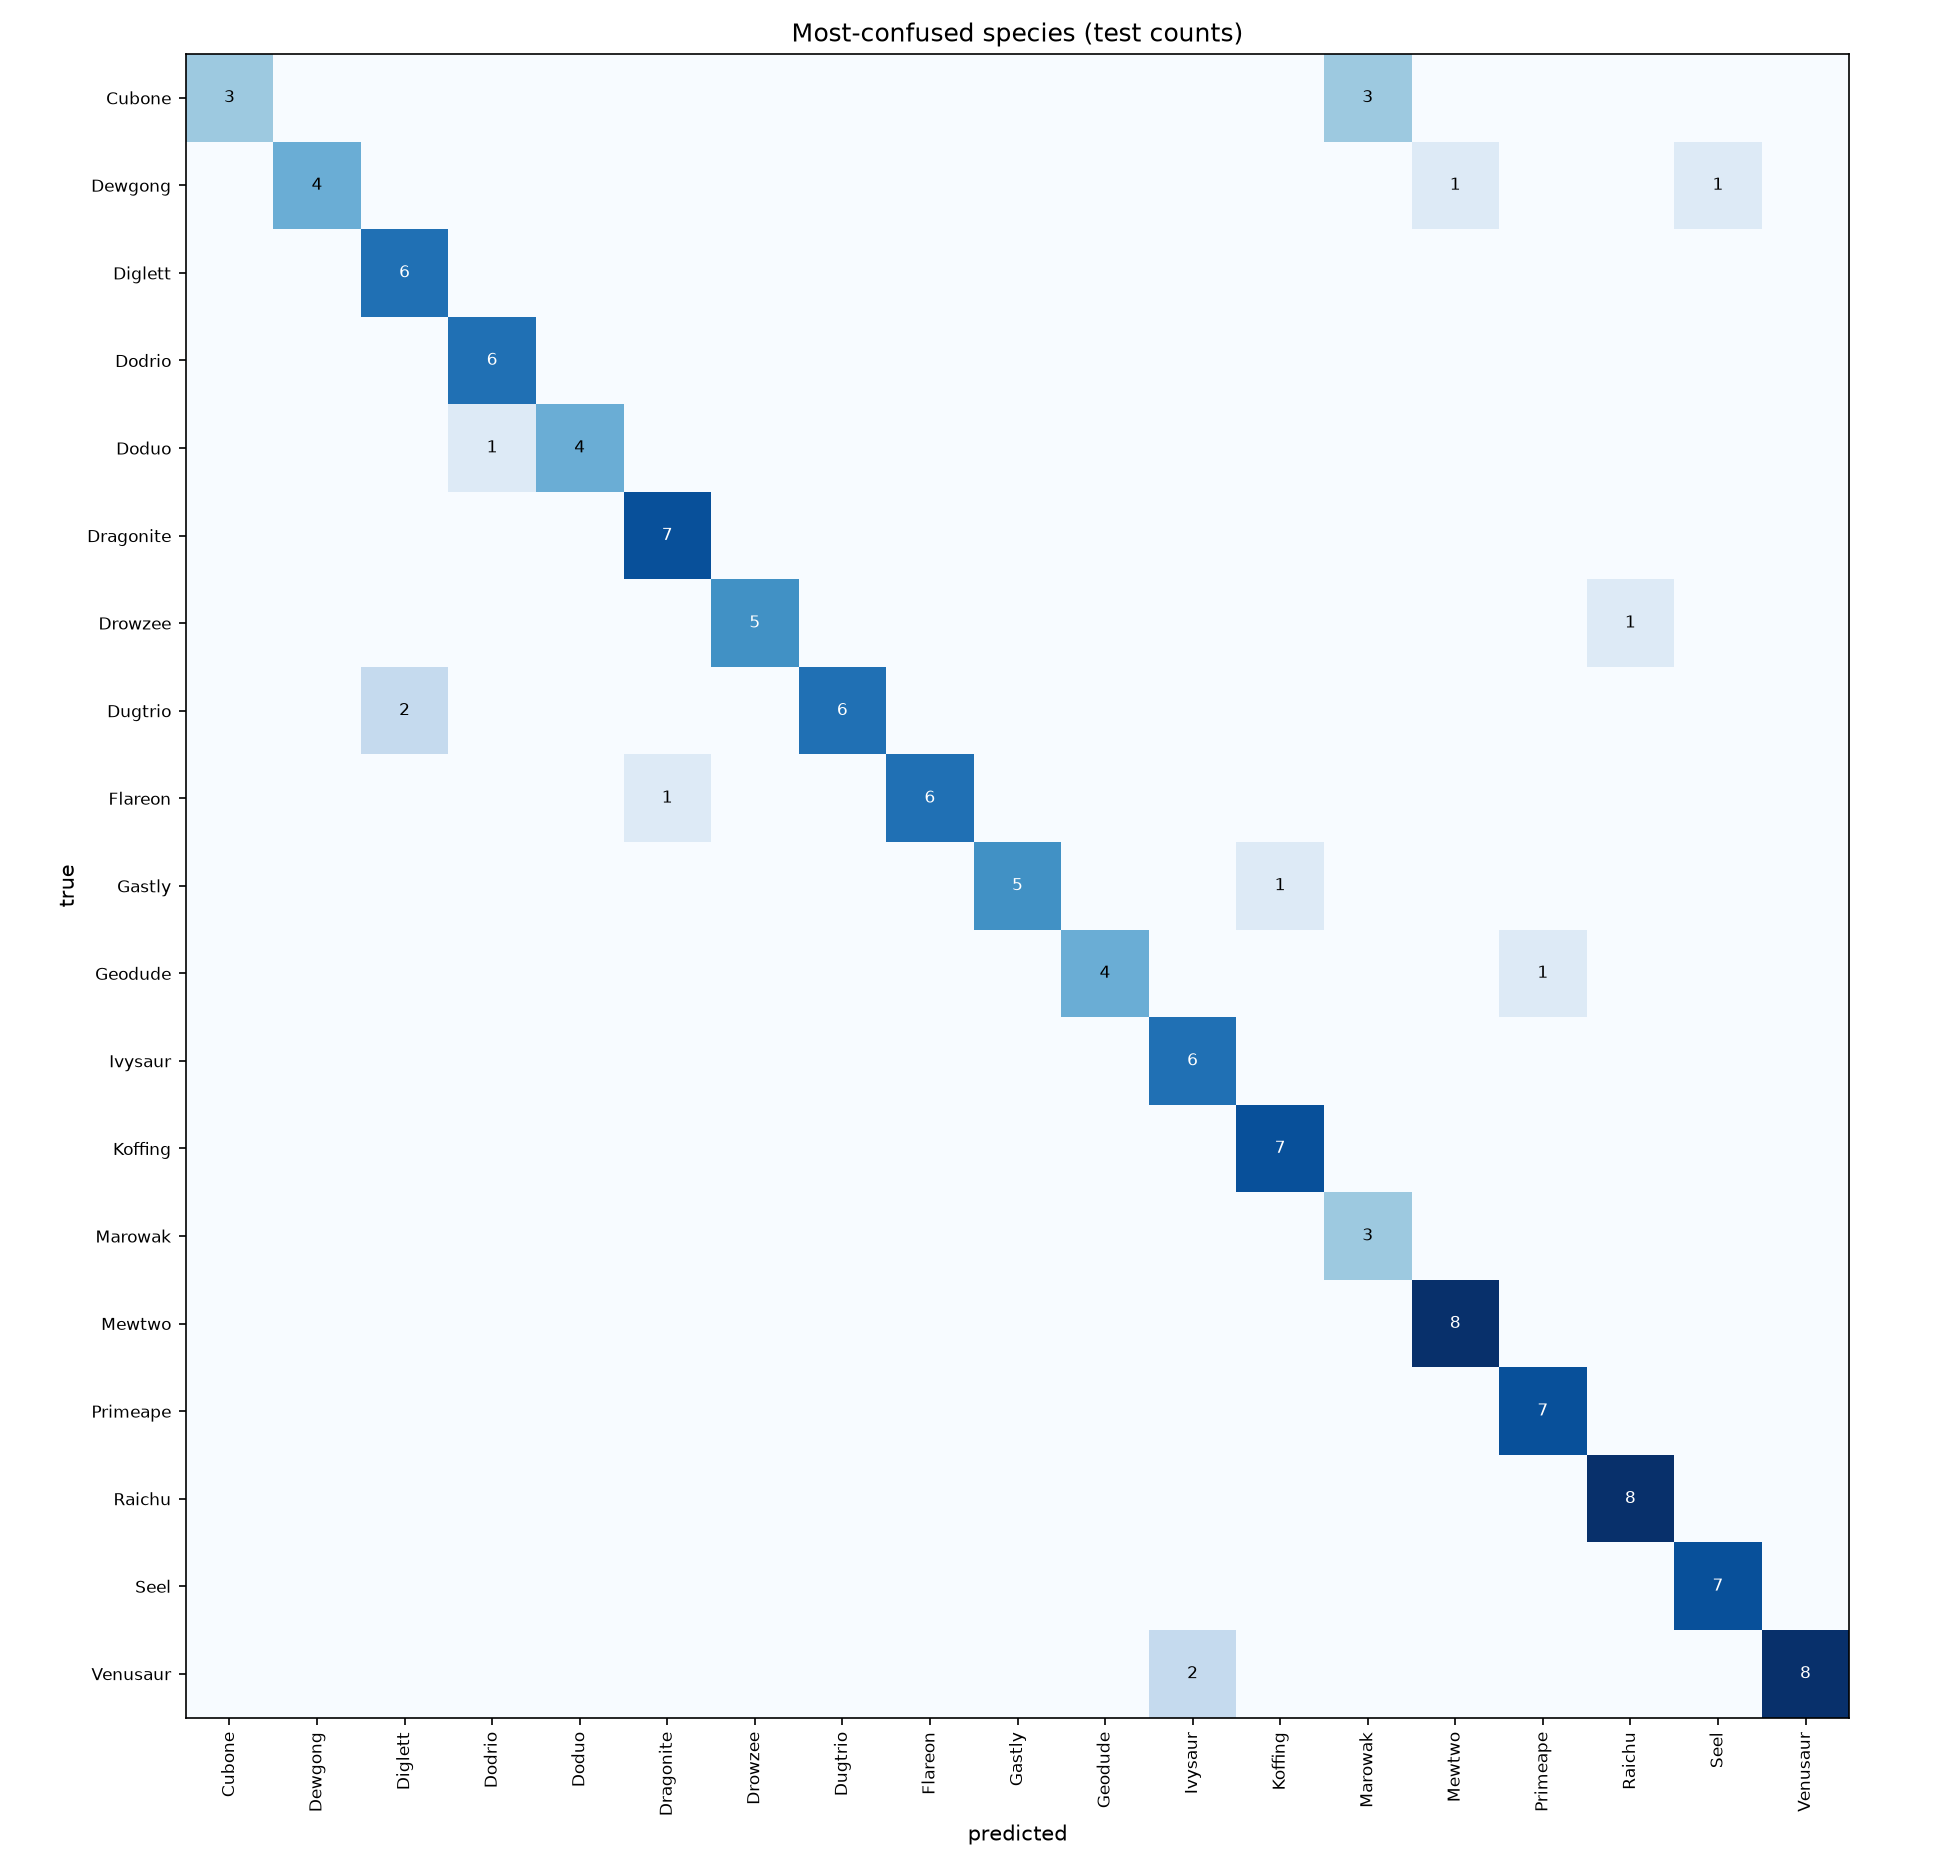 Most-confused species (test counts)
Cubone 3 3
Dewgong 4 1 1
Diglett 6
Dodrio 6
Doduo 1 4
Dragonite 7
Drowzee 5 1
Dugtrio 2 6
Flareon 1 6
Gastly 5 1
Geodude 4 1
Ivysaur 6
Koffing 7
Marowak 3
Mewtwo 8
Primeape 7
Raichu 8
Seel 7
Venusaur 2 8
true
Cubone Dewgong Diglett Dodrio Doduo Dragonite Drowzee Dugtrio Flareon Gastly Geodude Ivysaur Koffing Marowak Mewtwo Primeape Raichu Seel Venusaur
predicted